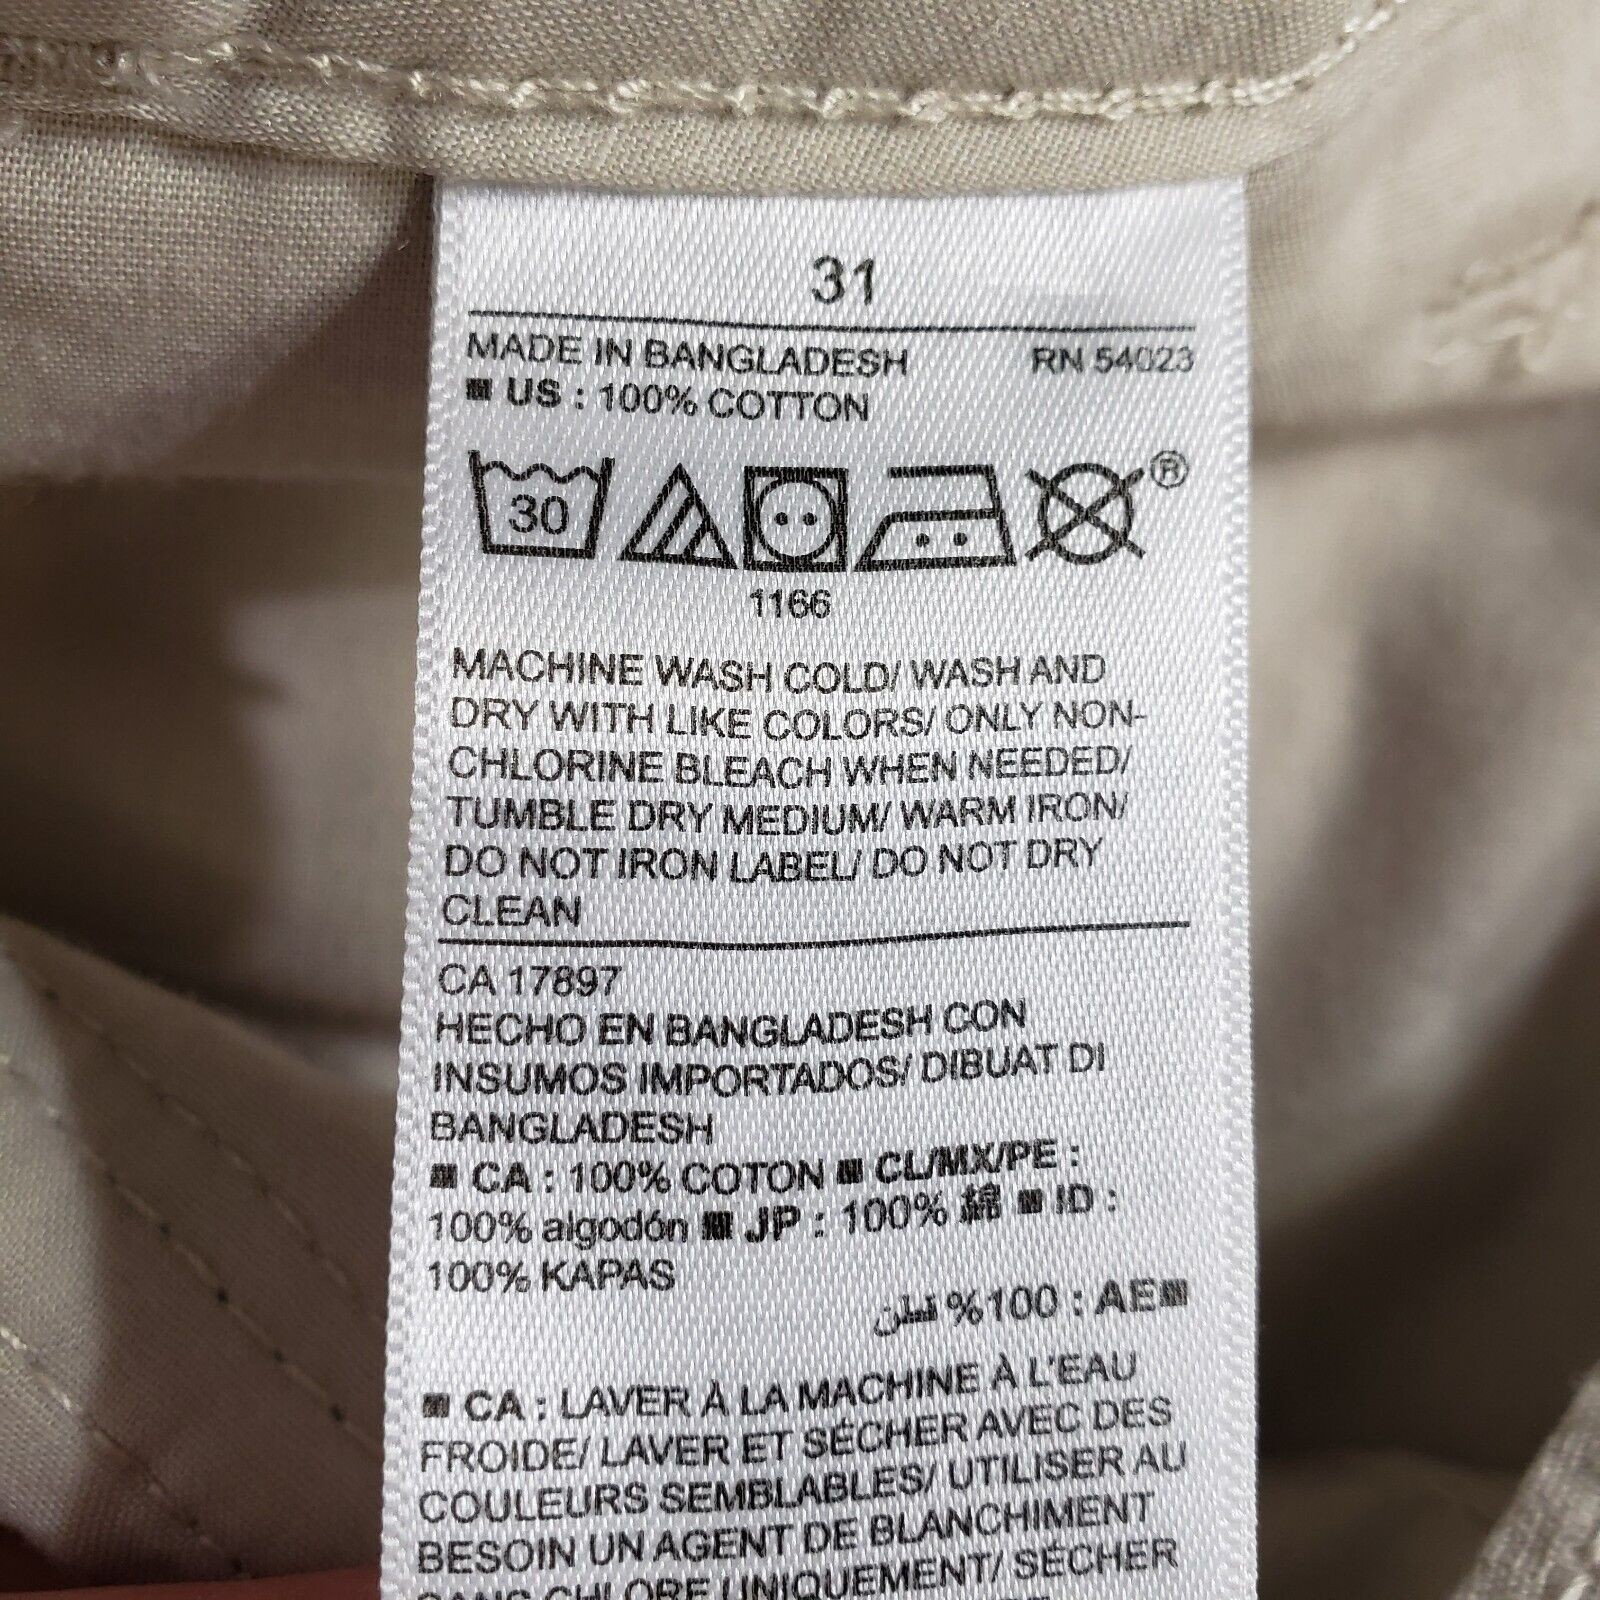 31
MADE IN BANGLADESH RN 54023
■ US : 100% COTTON
30
®
1166
MACHINE WASH COLD/ WASH AND
DRY WITH LIKE COLORS/ ONLY NON-
CHLORINE BLEACH WHEN NEEDED/
TUMBLE DRY MEDIUM/ WARM IRON/
DO NOT IRON LABEL/ DO NOT DRY
CLEAN
CA 17897
HECHO EN BANGLADESH CON
INSUMOS IMPORTADOS/ DIBUAT DI
BANGLADESH
■ CA : 100% COTON ■ CL/MX/PE :
100% algodón ■ JP : 100% 綿 ■ ID :
100% KAPAS
■AE : 100% قطن
■ CA : LAVER À LA MACHINE À L'EAU
FROIDE/ LAVER ET SÉCHER AVEC DES
COULEURS SEMBLABLES/ UTILISER AU
BESOIN UN AGENT DE BLANCHIMENT
SANS CHLORE UNIQUEMENT/ SÉCHER